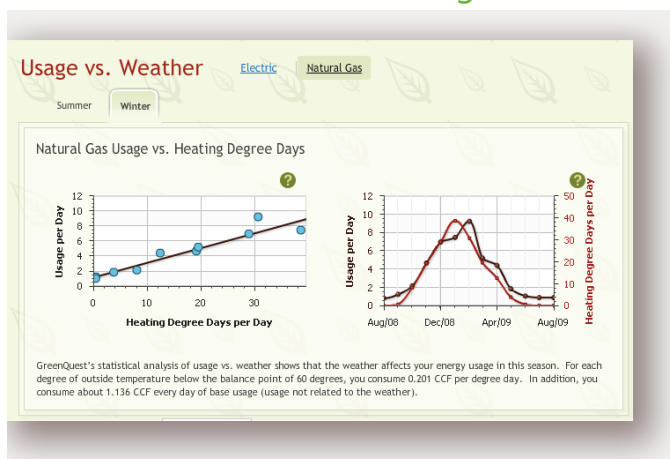 Usage vs. Weather
Electric
Natural Gas
Summer
Winter
Natural Gas Usage vs. Heating Degree Days
?
?
Usage per Day
12
10
8
6
4
2
0
0 10 20 30
Heating Degree Days per Day
Usage per Day
12
10
8
6
4
2
0
50
40
30
20
10
0
Heating Degree Days per Day
Aug/08 Dec/08 Apr/09 Aug/09
GreenQuest's statistical analysis of usage vs. weather shows that the weather affects your energy usage in this season. For each
degree of outside temperature below the balance point of 60 degrees, you consume 0.201 CCF per degree day. In addition, you
consume about 1.136 CCF every day of base usage (usage not related to the weather).